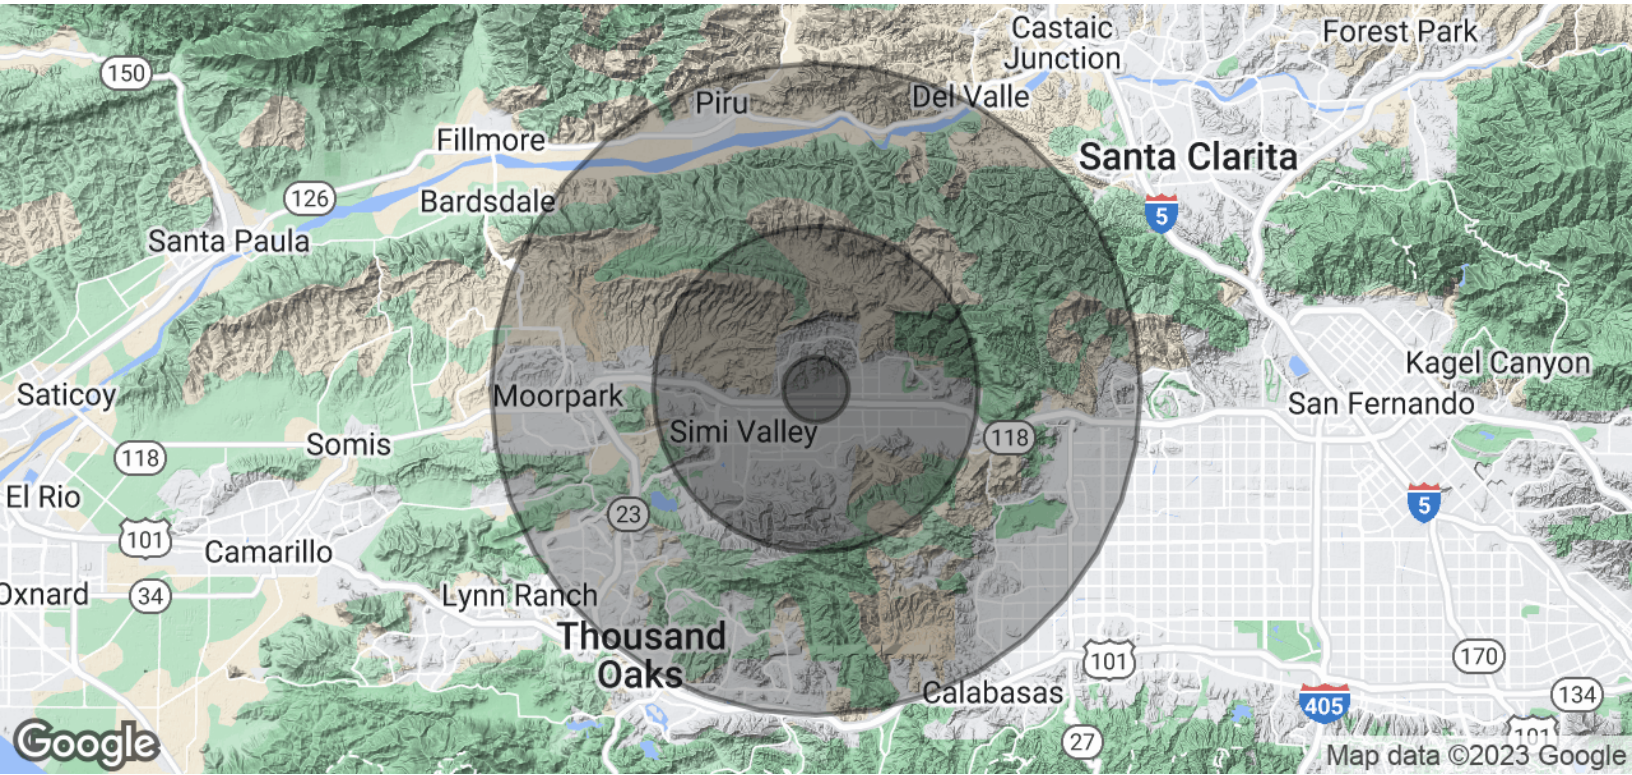 Castaic
Junction
Forest Park
150
Piru
Del Valle
Fillmore
Santa Clarita
126
Bardsdale
5
Santa Paula
Kagel Canyon
Saticoy
Moorpark
San Fernando
Simi Valley
118
Somis
118
El Rio
23
5
101
Camarillo
Oxnard
34
Lynn Ranch
Thousand
Oaks
101
170
Calabasas
134
405
27
101
Google
Map data ©2023 Google